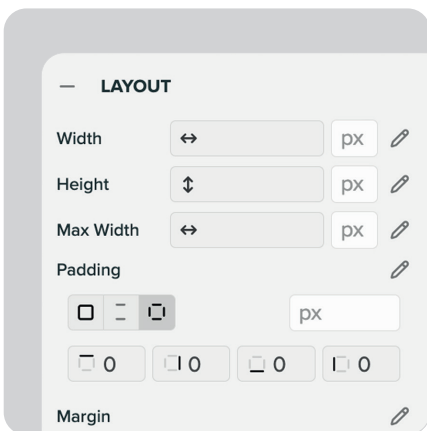 LAYOUT
Width px
Height px
Max Width px
Padding
px
0 0 0 0
Margin